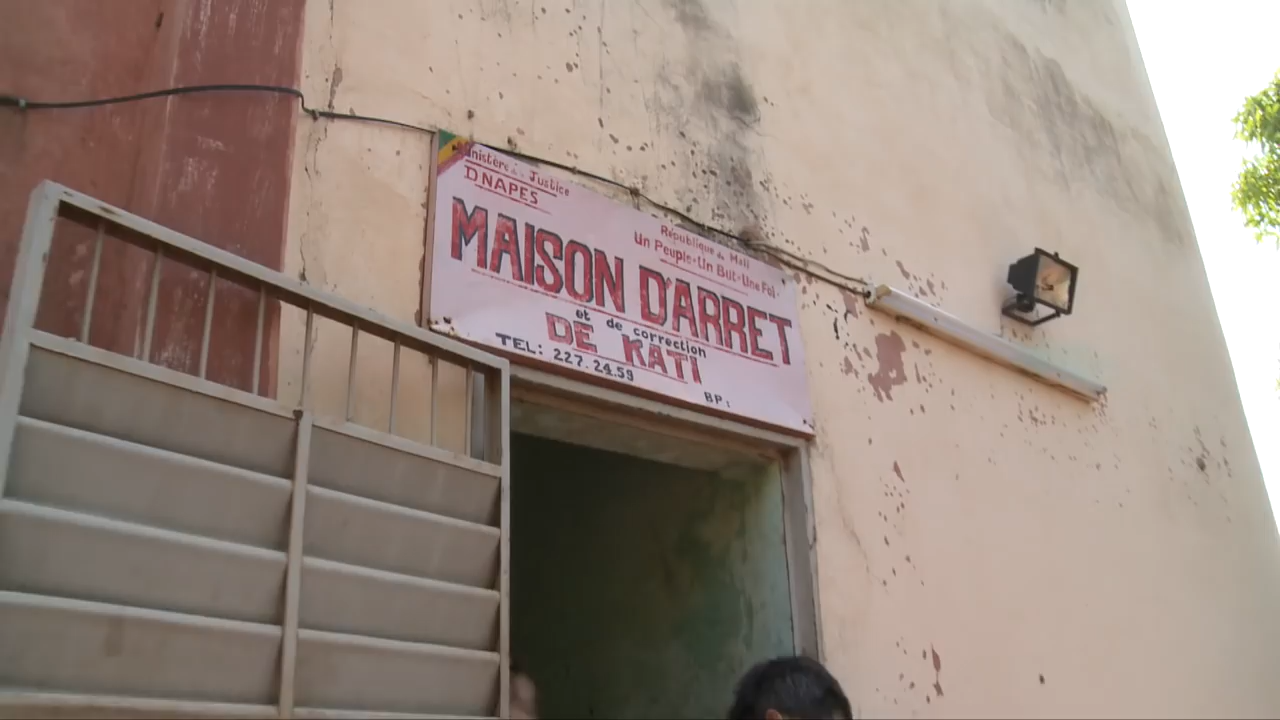 Ministère de la Justice
DNAPES
République du Mali
Un Peuple-Un But-Une Foi-
MAISON D'ARRET
et de correction
DE KATI
TEL: 227.24.59
BP: